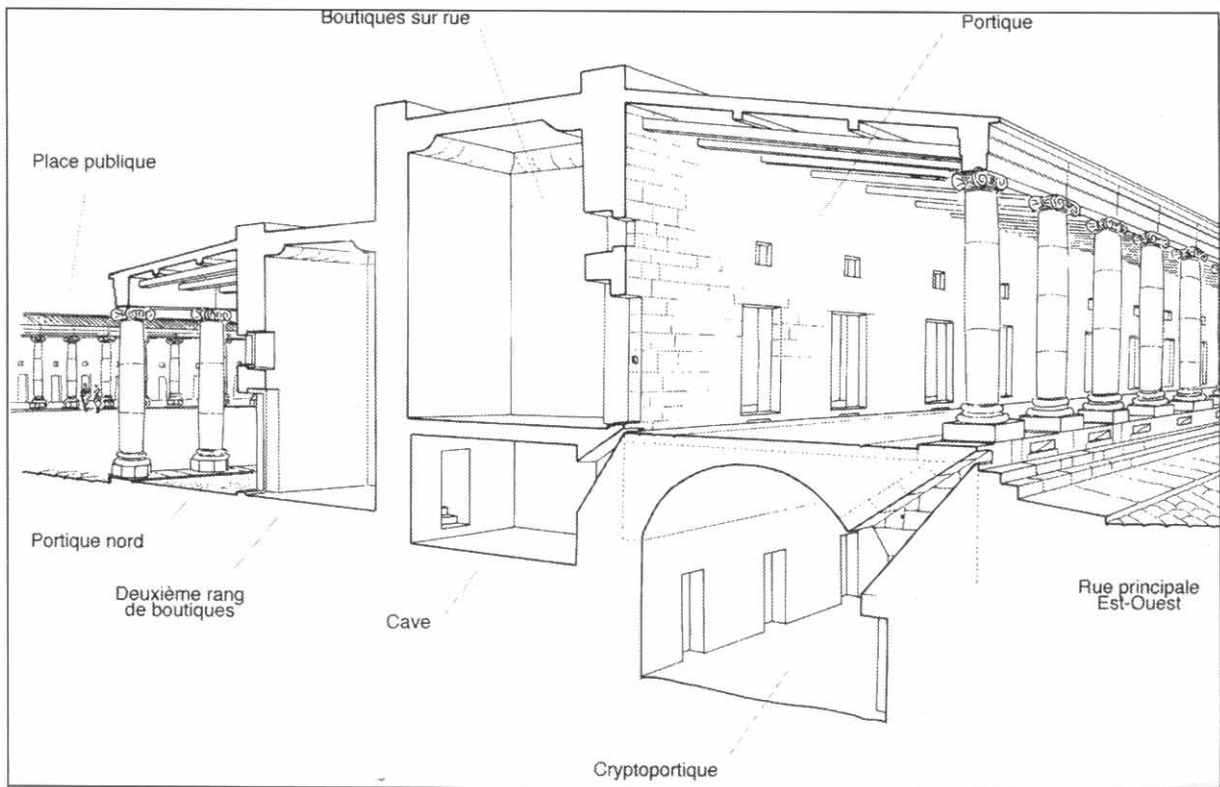 Boutiques sur rue
Portique
Place publique
Portique nord
Deuxième rang
de boutiques
Cave
Rue principale
Est-Ouest
Cryptoportique